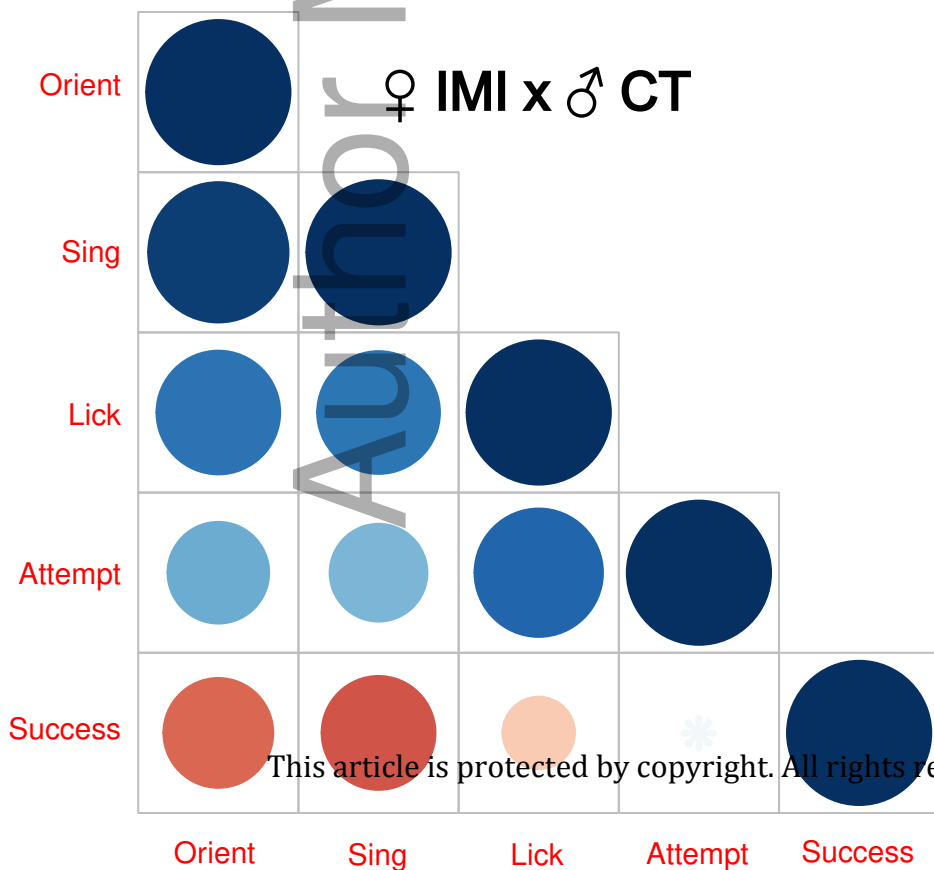 ♀ IMI x ♂ CT
Orient
Sing
Lick
Attempt
Success
Orient Sing Lick Attempt Success
Author
This article is protected by copyright. All rights